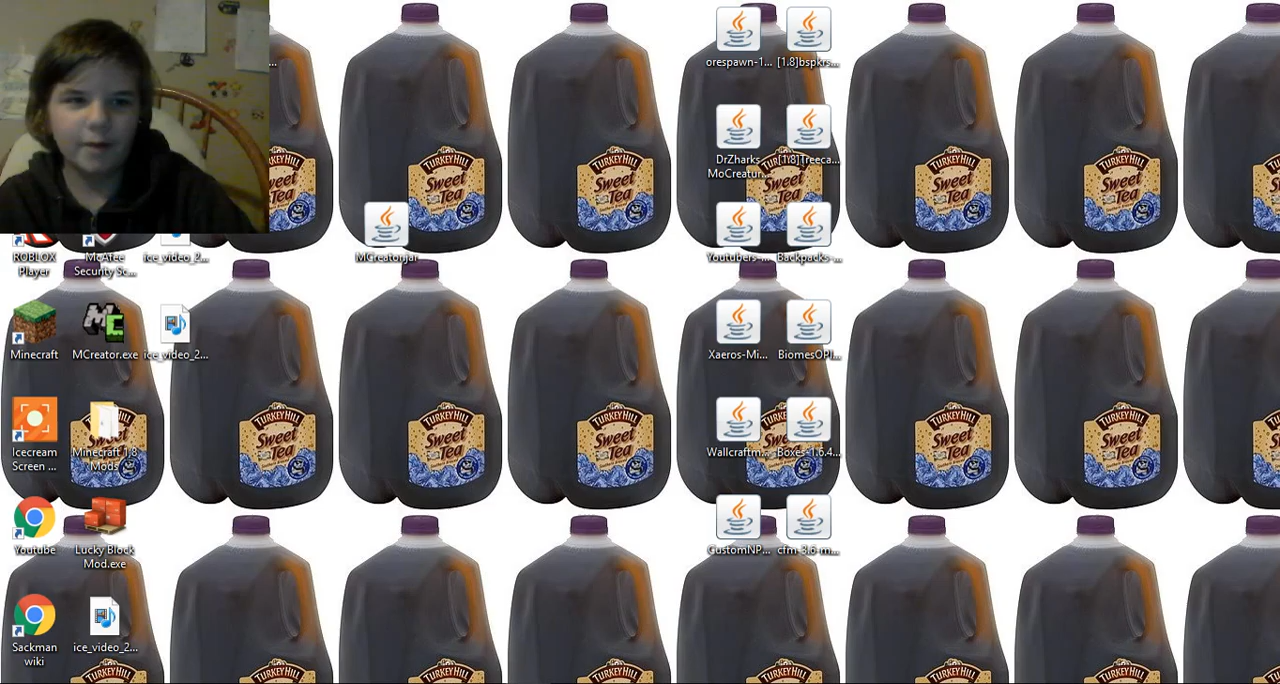 ...
orespawn-1...
[1.8]bspkrs...
DrZharks
MoCreatur...
[1.8]Treeca...
ROBLOX
Player
McAfee
Security Sc...
ice_video_2...
MCreator.jar
Youtubers-...
Backpacks-...
Minecraft
MCreator.exe
ice_video_2...
Xaeros-Mi...
BiomesOPl...
Icecream
Screen ...
Minecraft 1.8
Mods
Wallcraftm...
Boxes-1.6.4...
Youtube
Lucky Block
Mod.exe
CustomNP...
cfm-3.6-m...
Sackman
wiki
ice_video_2...
TURKEY HILL
Sweet
Tea